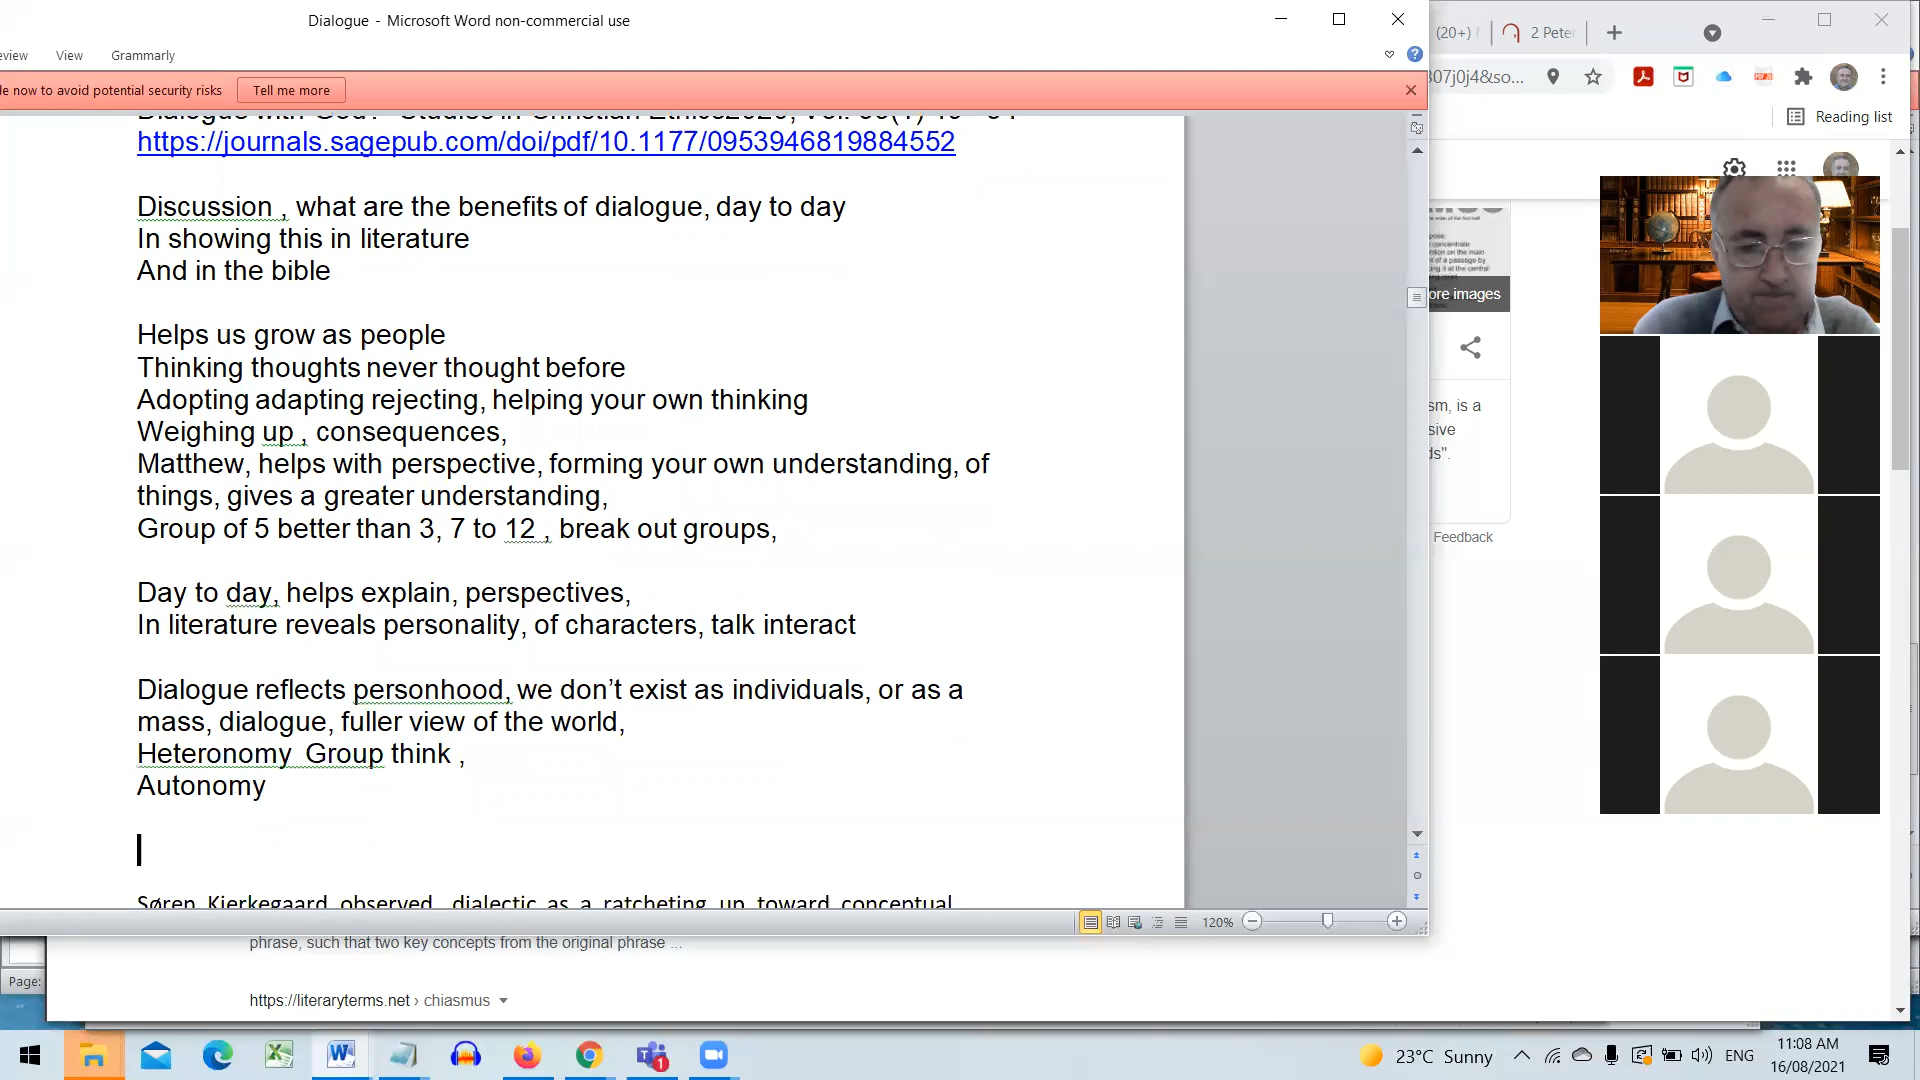 Dialogue - Microsoft Word non-commercial use
(20+)
2 Peter
eview View Grammarly
307j0j4&so...
le now to avoid potential security risks Tell me more
Reading list
https://journals.sagepub.com/doi/pdf/10.1177/0953946819884552
Discussion , what are the benefits of dialogue, day to day
In showing this in literature
And in the bible
ore images
Helps us grow as people
Thinking thoughts never thought before
Adopting adapting rejecting, helping your own thinking
Weighing up , consequences,
Matthew, helps with perspective, forming your own understanding, of
things, gives a greater understanding,
Group of 5 better than 3, 7 to 12 , break out groups,
sm, is a
sive
ds".
Feedback
Day to day, helps explain, perspectives,
In literature reveals personality, of characters, talk interact
Dialogue reflects personhood, we don’t exist as individuals, or as a
mass, dialogue, fuller view of the world,
Heteronomy Group think ,
Autonomy
Søren Kierkegaard observed dialectic as a ratcheting up toward conceptual
120%
phrase, such that two key concepts from the original phrase ...
Page:
https://literaryterms.net › chiasmus
23°C Sunny
ENG
11:08 AM
16/08/2021